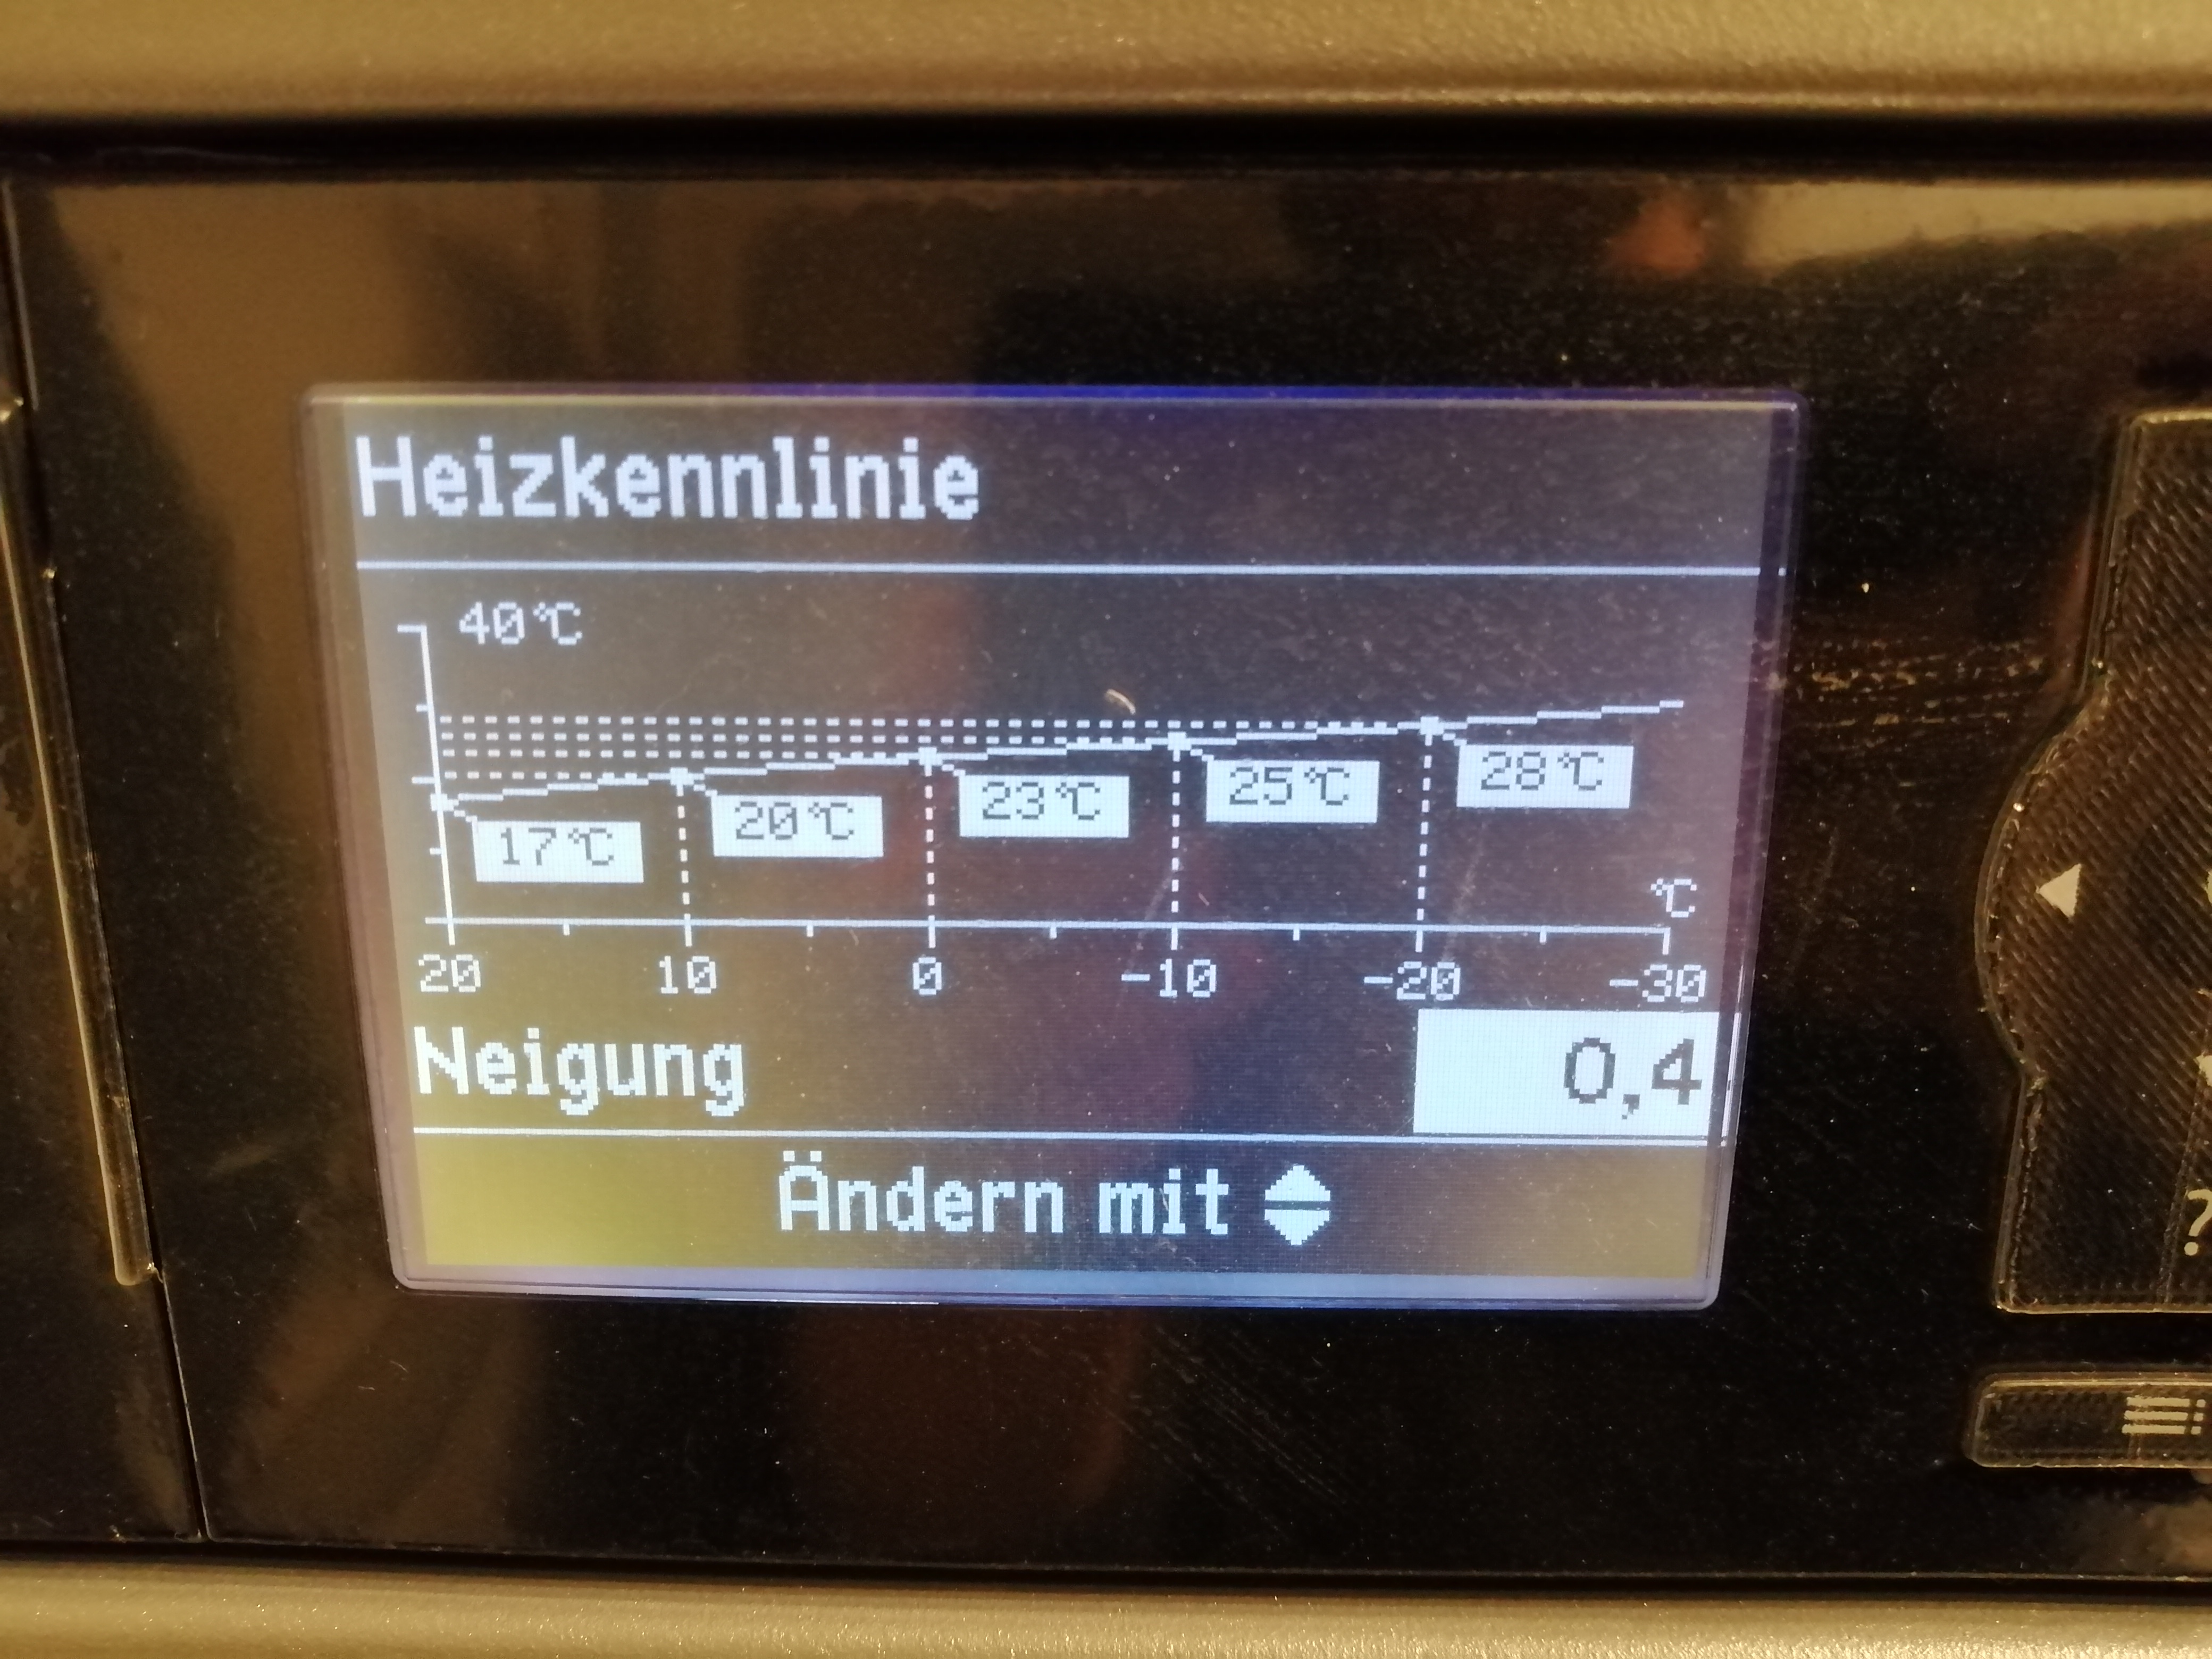 Heizkennlinie
40°C
17°C 20°C 23°C 25°C 28°C
°C
20 10 0 -10 -20 -30
Neigung 0,4
Ändern mit
?